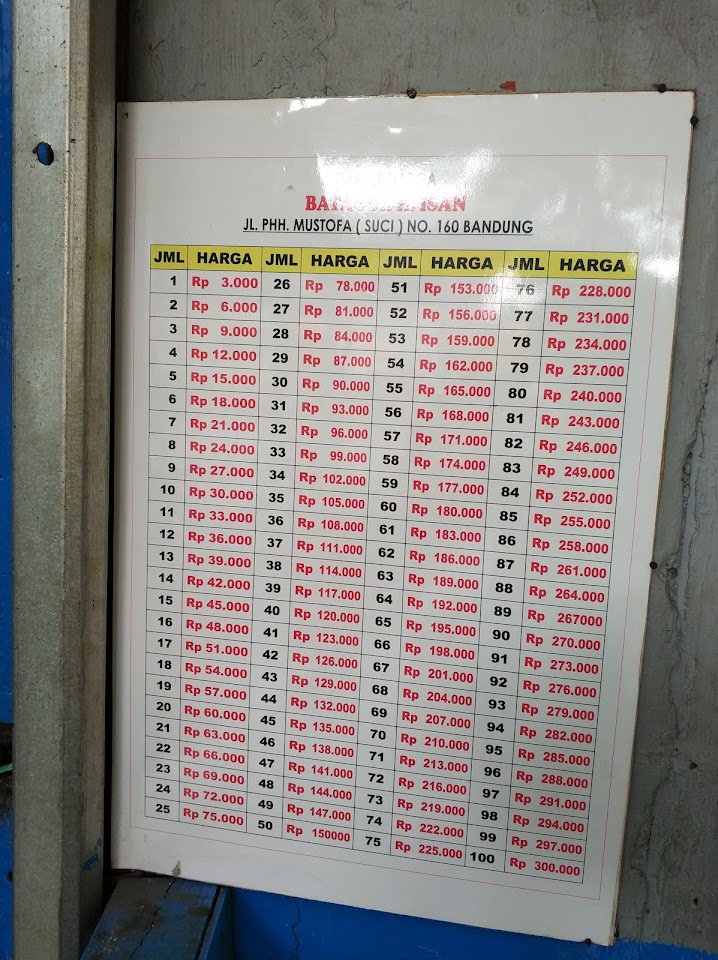 JL. PHH. MUSTOFA ( SUCI ) NO. 160 BANDUNG
JML HARGA JML HARGA JML HARGA JML HARGA
1 Rp 3.000 26 Rp 78.000 51 Rp 153.000 76 Rp 228.000
2 Rp 6.000 27 Rp 81.000 52 Rp 156.000 77 Rp 231.000
3 Rp 9.000 28 Rp 84.000 53 Rp 159.000 78 Rp 234.000
4 Rp 12.000 29 Rp 87.000 54 Rp 162.000 79 Rp 237.000
5 Rp 15.000 30 Rp 90.000 55 Rp 165.000 80 Rp 240.000
6 Rp 18.000 31 Rp 93.000 56 Rp 168.000 81 Rp 243.000
7 Rp 21.000 32 Rp 96.000 57 Rp 171.000 82 Rp 246.000
8 Rp 24.000 33 Rp 99.000 58 Rp 174.000 83 Rp 249.000
9 Rp 27.000 34 Rp 102.000 59 Rp 177.000 84 Rp 252.000
10 Rp 30.000 35 Rp 105.000 60 Rp 180.000 85 Rp 255.000
11 Rp 33.000 36 Rp 108.000 61 Rp 183.000 86 Rp 258.000
12 Rp 36.000 37 Rp 111.000 62 Rp 186.000 87 Rp 261.000
13 Rp 39.000 38 Rp 114.000 63 Rp 189.000 88 Rp 264.000
14 Rp 42.000 39 Rp 117.000 64 Rp 192.000 89 Rp 267000
15 Rp 45.000 40 Rp 120.000 65 Rp 195.000 90 Rp 270.000
16 Rp 48.000 41 Rp 123.000 66 Rp 198.000 91 Rp 273.000
17 Rp 51.000 42 Rp 126.000 67 Rp 201.000 92 Rp 276.000
18 Rp 54.000 43 Rp 129.000 68 Rp 204.000 93 Rp 279.000
19 Rp 57.000 44 Rp 132.000 69 Rp 207.000 94 Rp 282.000
20 Rp 60.000 45 Rp 135.000 70 Rp 210.000 95 Rp 285.000
21 Rp 63.000 46 Rp 138.000 71 Rp 213.000 96 Rp 288.000
22 Rp 66.000 47 Rp 141.000 72 Rp 216.000 97 Rp 291.000
23 Rp 69.000 48 Rp 144.000 73 Rp 219.000 98 Rp 294.000
24 Rp 72.000 49 Rp 147.000 74 Rp 222.000 99 Rp 297.000
25 Rp 75.000 50 Rp 150000 75 Rp 225.000 100 Rp 300.000